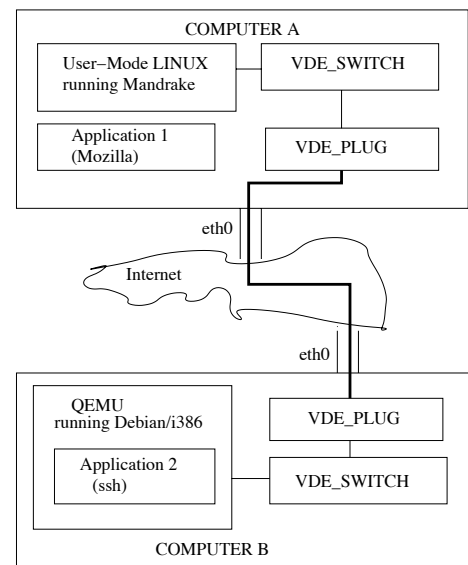 COMPUTER A
User−Mode LINUX
running Mandrake
VDE_SWITCH
Application 1
(Mozilla)
VDE_PLUG
eth0
Internet
eth0
QEMU
running Debian/i386
VDE_PLUG
Application 2
(ssh)
VDE_SWITCH
COMPUTER B